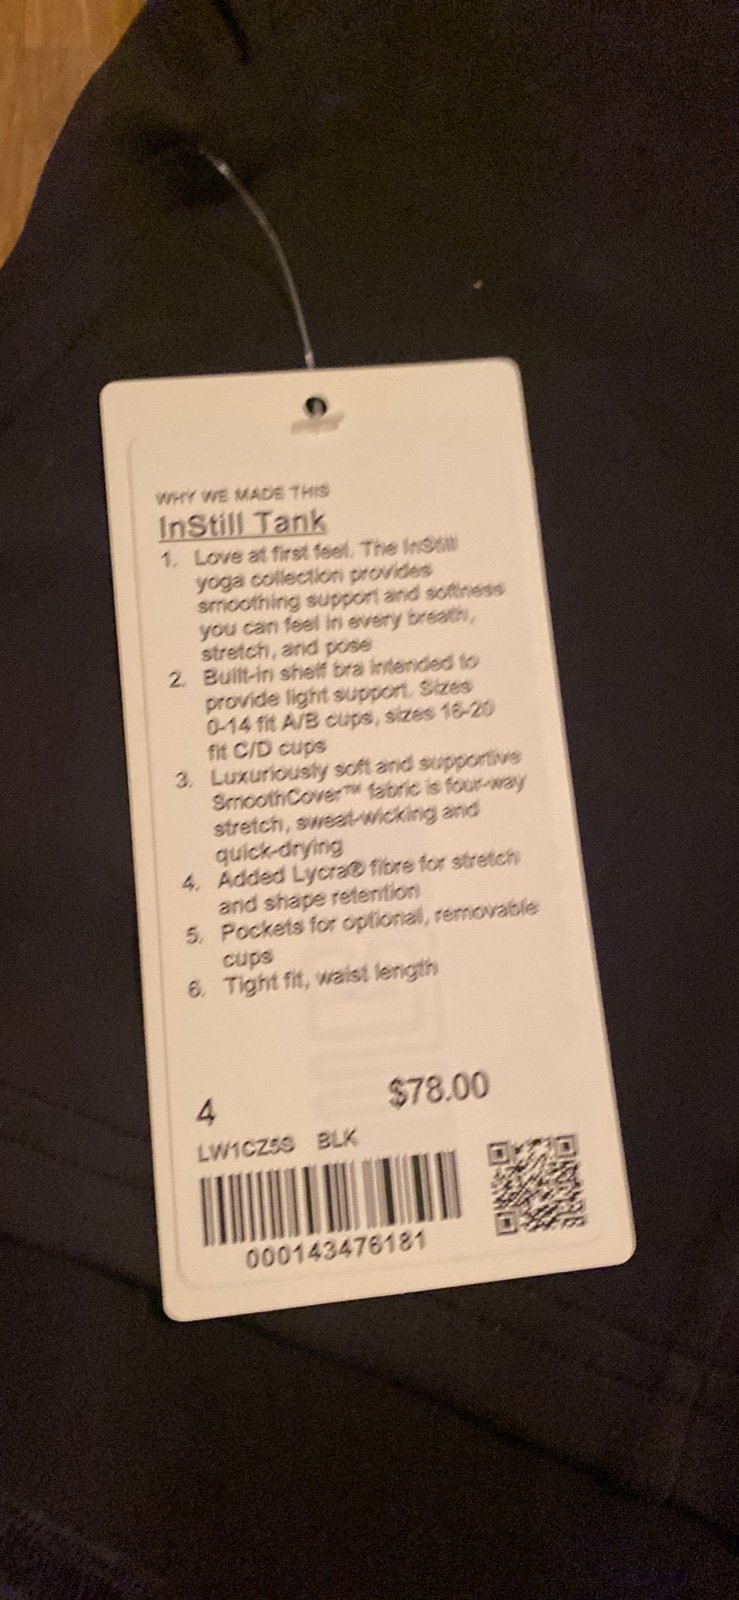 WHY WE MADE THIS
InStill Tank
1. Love at first feel. The InStill
yoga collection provides
smoothing support and softness
you can feel in every breath,
stretch, and pose
2. Built-in shelf bra intended to
provide light support. Sizes
0-14 fit A/B cups, sizes 16-20
fit C/D cups
3. Luxuriously soft and supportive
SmoothCover™ fabric is four-way
stretch, sweat-wicking and
quick-drying
4. Added Lycra® fibre for stretch
and shape retention
5. Pockets for optional, removable
cups
6. Tight fit, waist length
4 $78.00
LW1CZ5S BLK
000143476181